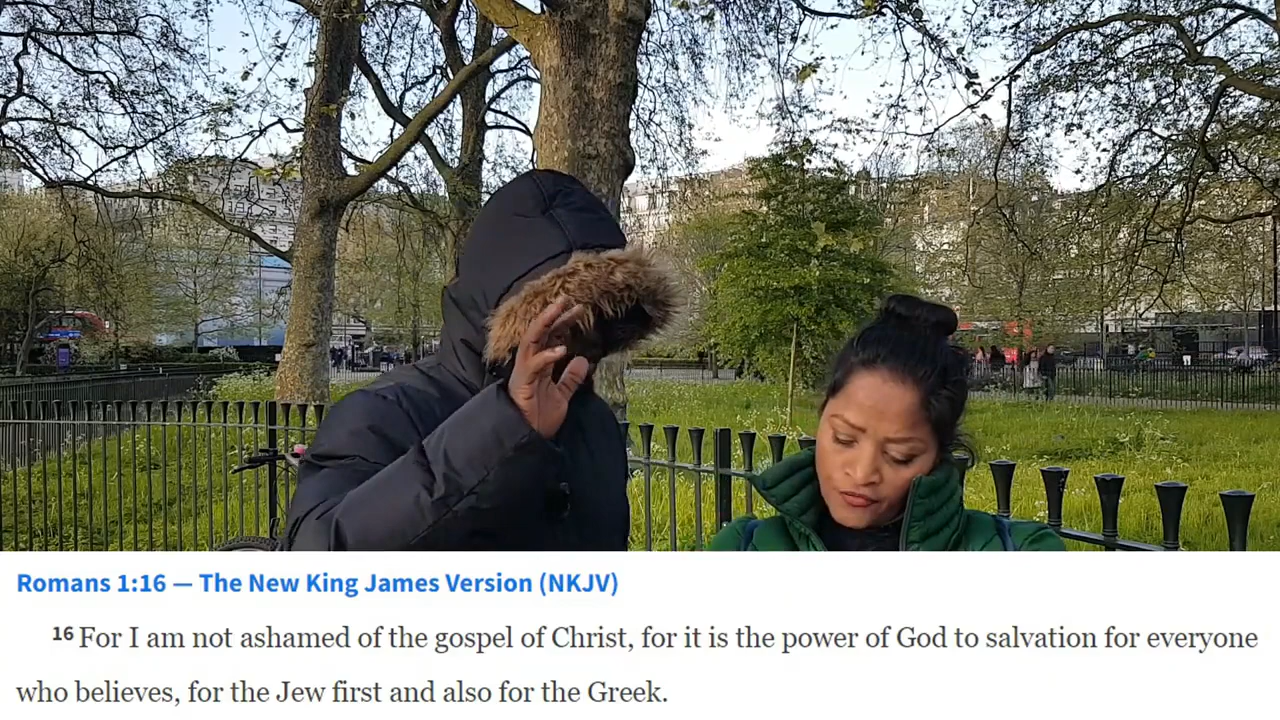 Romans 1:16 — The New King James Version (NKJV)
16 For I am not ashamed of the gospel of Christ, for it is the power of God to salvation for everyone
who believes, for the Jew first and also for the Greek.